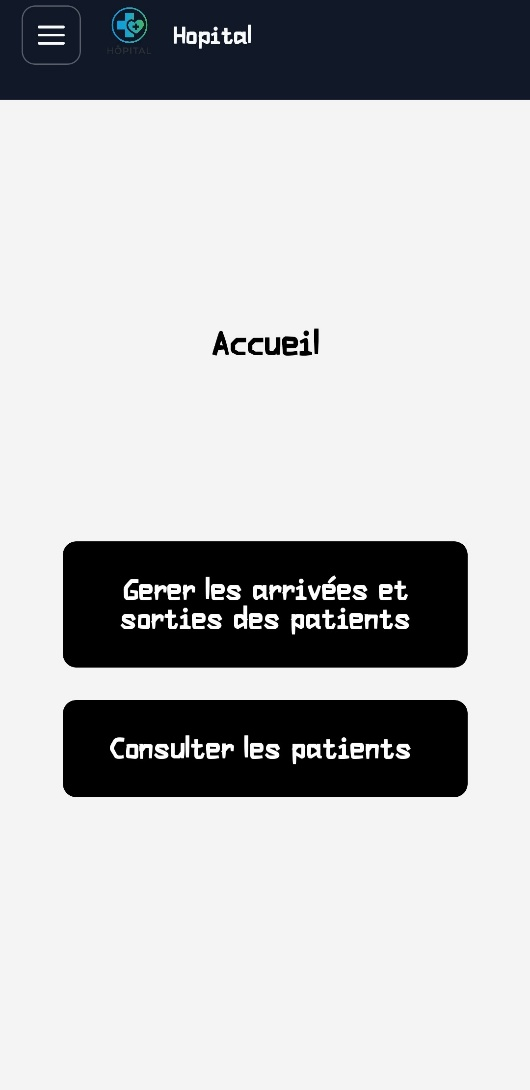 HÔPITAL
Hopital
Accueil
Gerer les arrivées et
sorties des patients
Consulter les patients